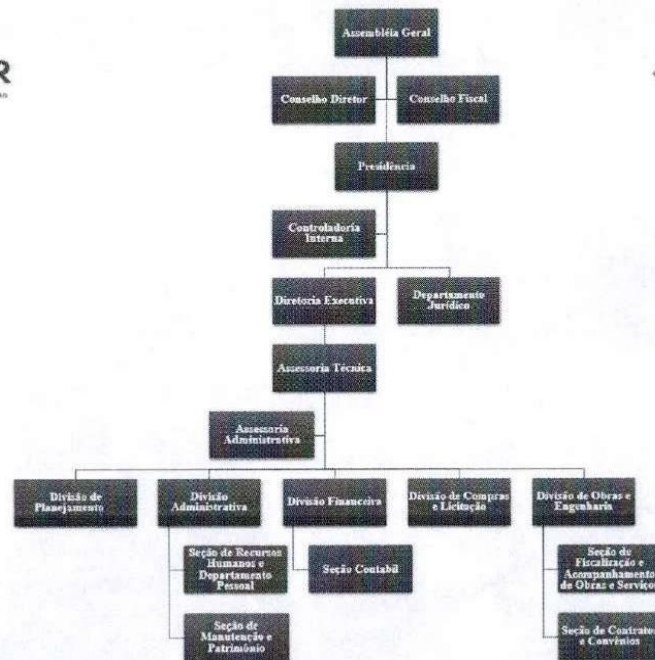 R
Assembléia Geral
Conselho Diretor
Conselho Fiscal
Presidência
Controladoria
Interna
Diretoria Executiva
Departamento
Jurídico
Assessoria Técnica
Assessoria
Administrativa
Divisão de
Planejamento
Divisão
Administrativa
Divisão Financeira
Divisão de Compras
e Licitação
Divisão de Obras e
Engenharia
Seção de Recursos
Humanos e
Departamento
Pessoal
Seção Contabil
Seção de
Fiscalização e
Acompanhamento
de Obras e Serviços
Seção de
Manutenção e
Patrimônio
Seção de Contratos
e Convênios